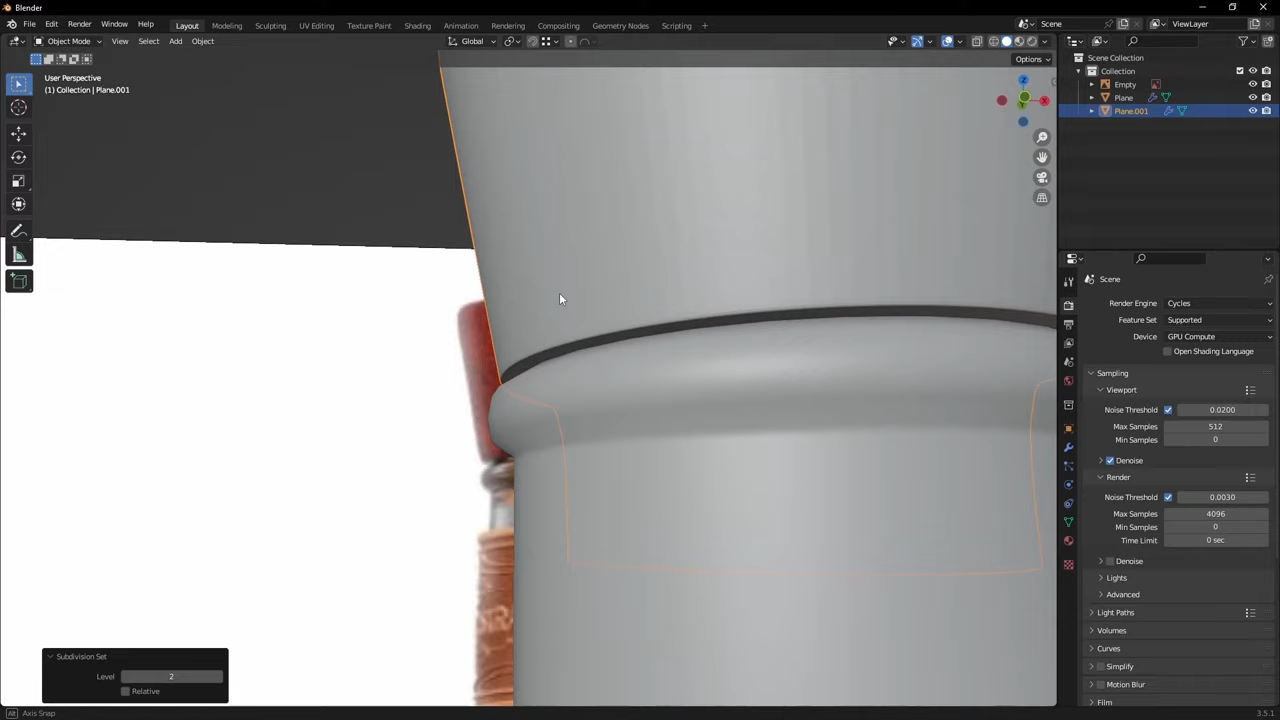 Blender
File Edit Render Window Help Layout Modeling Sculpting UV Editing Texture Paint Shading Animation Rendering Compositing Geometry Nodes Scripting + Scene ViewLayer
Object Mode View Select Add Object Global
Options
User Perspective
(1) Collection | Plane.001
Z
X
Y
Scene Collection
Collection
Empty
Plane
Plane.001
Scene
Render Engine Cycles
Feature Set Supported
Device GPU Compute
Open Shading Language
Sampling
Viewport
Noise Threshold 0.0200
Max Samples 512
Min Samples 0
Denoise
Render
Noise Threshold 0.0030
Max Samples 4096
Min Samples 0
Time Limit 0 sec
Denoise
Lights
Advanced
Light Paths
Volumes
Curves
Simplify
Motion Blur
Film
Subdivision Set
Level 2
Relative
Alt Axis Snap
3.5.1